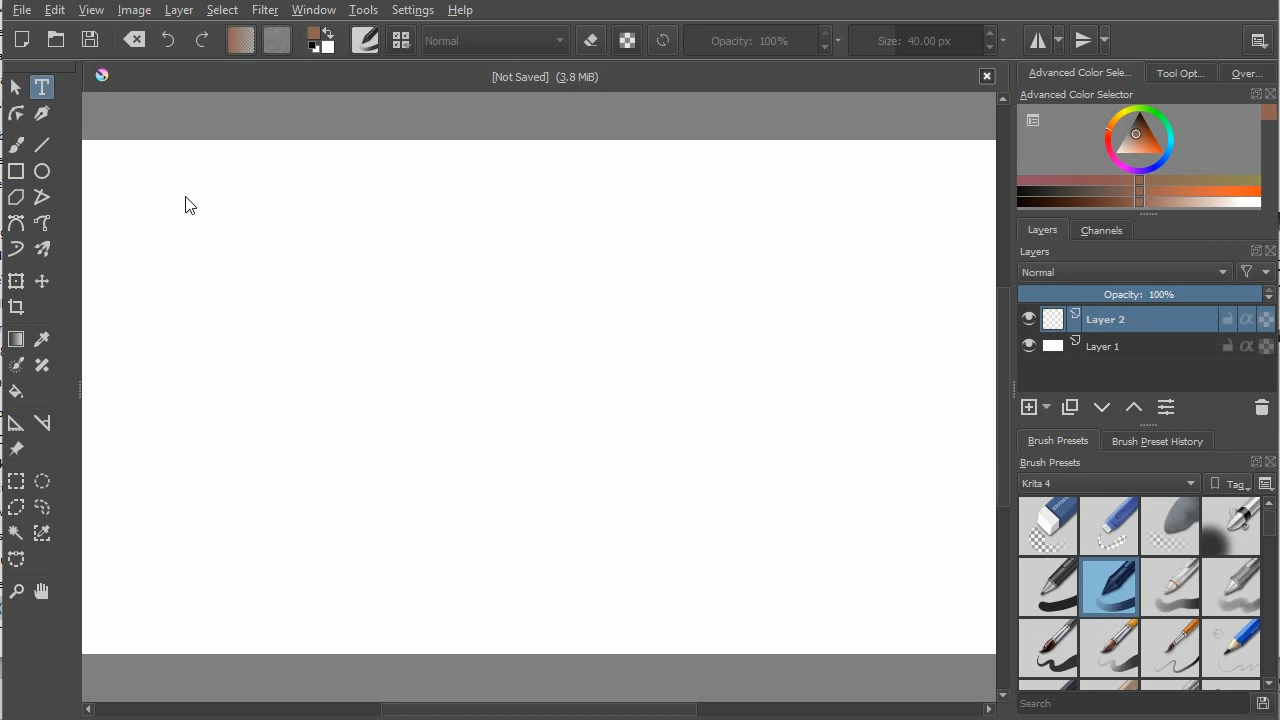 File Edit View Image Layer Select Filter Window Tools Settings Help
Normal Opacity: 100% Size: 40.00 px
[Not Saved] (3.8 MiB)
Advanced Color Sele... Tool Opt... Over...
Advanced Color Selector
Layers Channels
Layers
Normal
Opacity: 100%
Layer 2
Layer 1
Brush Presets Brush Preset History
Brush Presets
Krita 4 Tag
Search